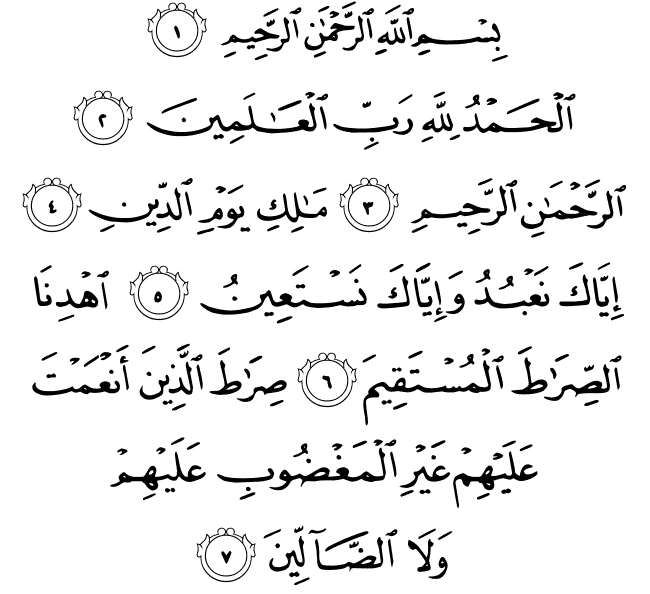 بِسْمِ ٱللَّهِ ٱلرَّحْمَٰنِ ٱلرَّحِيمِ ١
ٱلْحَمْدُ لِلَّهِ رَبِّ ٱلْعَـٰلَمِينَ ٢
ٱلرَّحْمَـٰنِ ٱلرَّحِيمِ ٣ مَـٰلِكِ يَوْمِ ٱلدِّينِ ٤
إِيَّاكَ نَعْبُدُ وَإِيَّاكَ نَسْتَعِينُ ٥ ٱهْدِنَا
ٱلصِّرَٰطَ ٱلْمُسْتَقِيمَ ٦ صِرَٰطَ ٱلَّذِينَ أَنْعَمْتَ
عَلَيْهِمْ غَيْرِ ٱلْمَغْضُوبِ عَلَيْهِمْ
وَلَا ٱلضَّآلِّينَ ٧